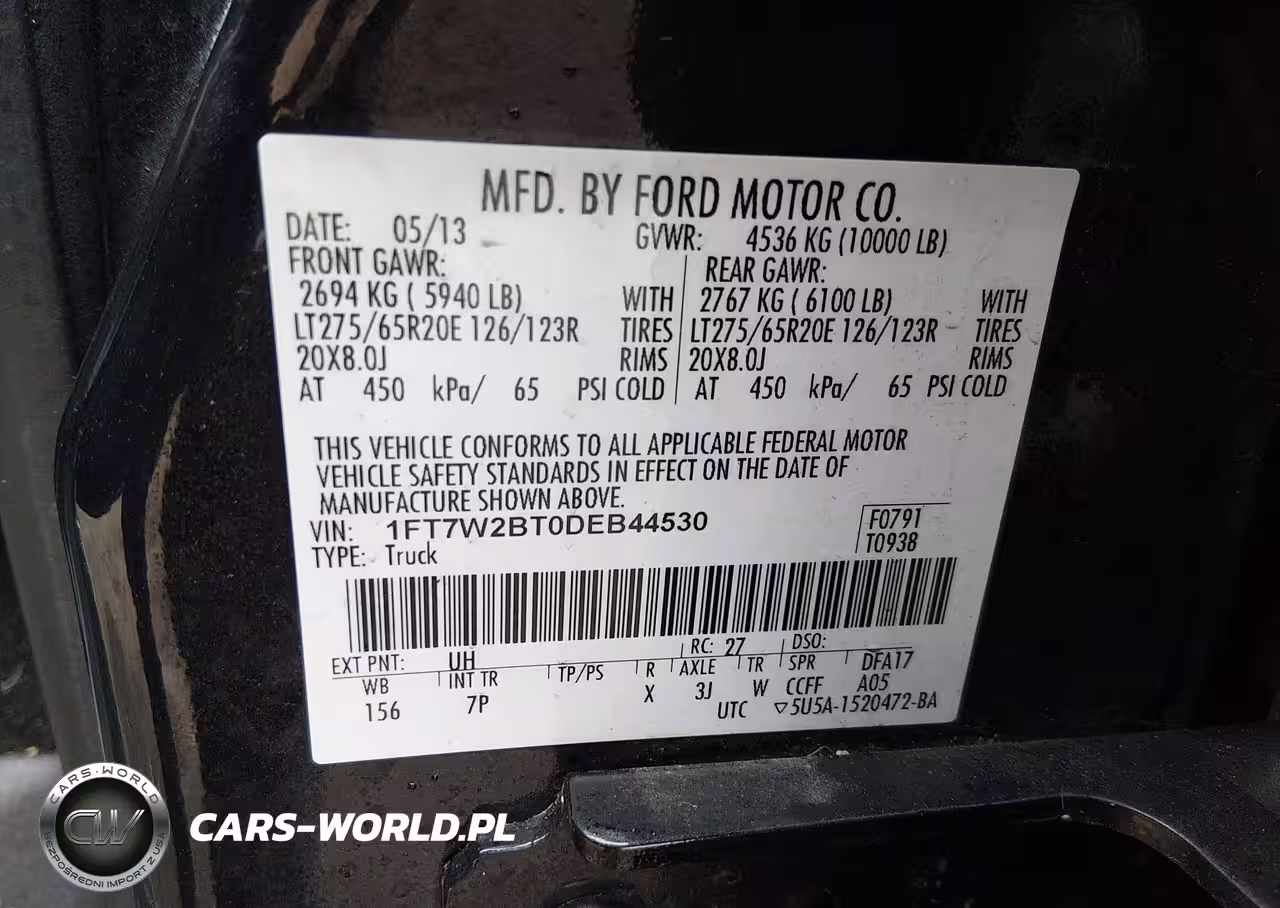 MFD. BY FORD MOTOR CO.
DATE: 05/13 GVWR: 4536 KG (10000 LB)
FRONT GAWR: REAR GAWR:
2694 KG ( 5940 LB) WITH 2767 KG ( 6100 LB) WITH
LT275/65R20E 126/123R TIRES LT275/65R20E 126/123R TIRES
20X8.0J RIMS 20X8.0J RIMS
AT 450 kPa/ 65 PSI COLD AT 450 kPa/ 65 PSI COLD
THIS VEHICLE CONFORMS TO ALL APPLICABLE FEDERAL MOTOR
VEHICLE SAFETY STANDARDS IN EFFECT ON THE DATE OF
MANUFACTURE SHOWN ABOVE.
VIN: 1FT7W2BT0DEB44530 F0791
TYPE: Truck T0938
EXT PNT: UH RC: 27 DSO:
WB INT TR TP/PS R AXLE TR SPR DFA17
156 7P X 3J W CCFF A05
UTC ▽5U5A-1520472-BA
CARS-WORLD
CW
BEZPOŚREDNI IMPORT Z USA
CARS-WORLD.PL